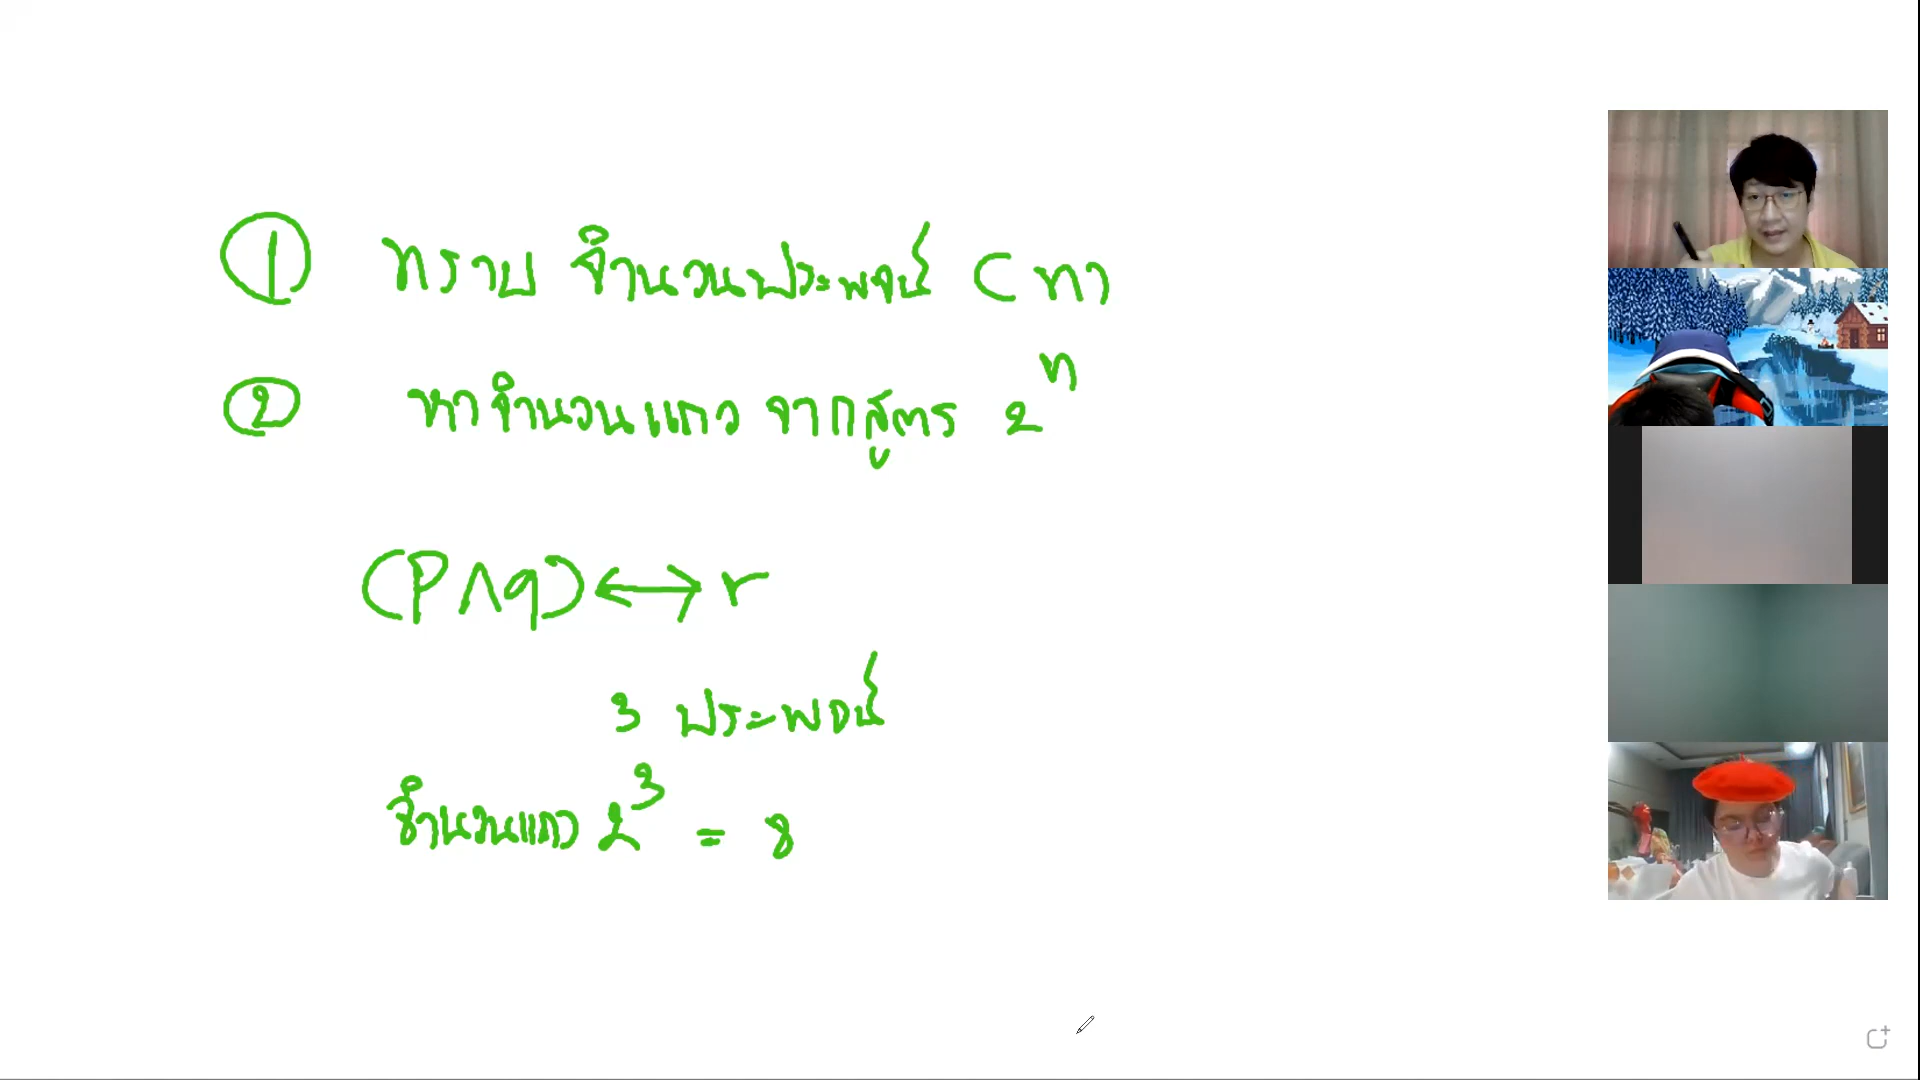 ① ทราบ จำนวนประพจน์ ( หา
② หาจำนวนแถว จากสูตร 2ⁿ
(P∧q)↔r
3 ประพจน์
จำนวนแถว 2³ = 8